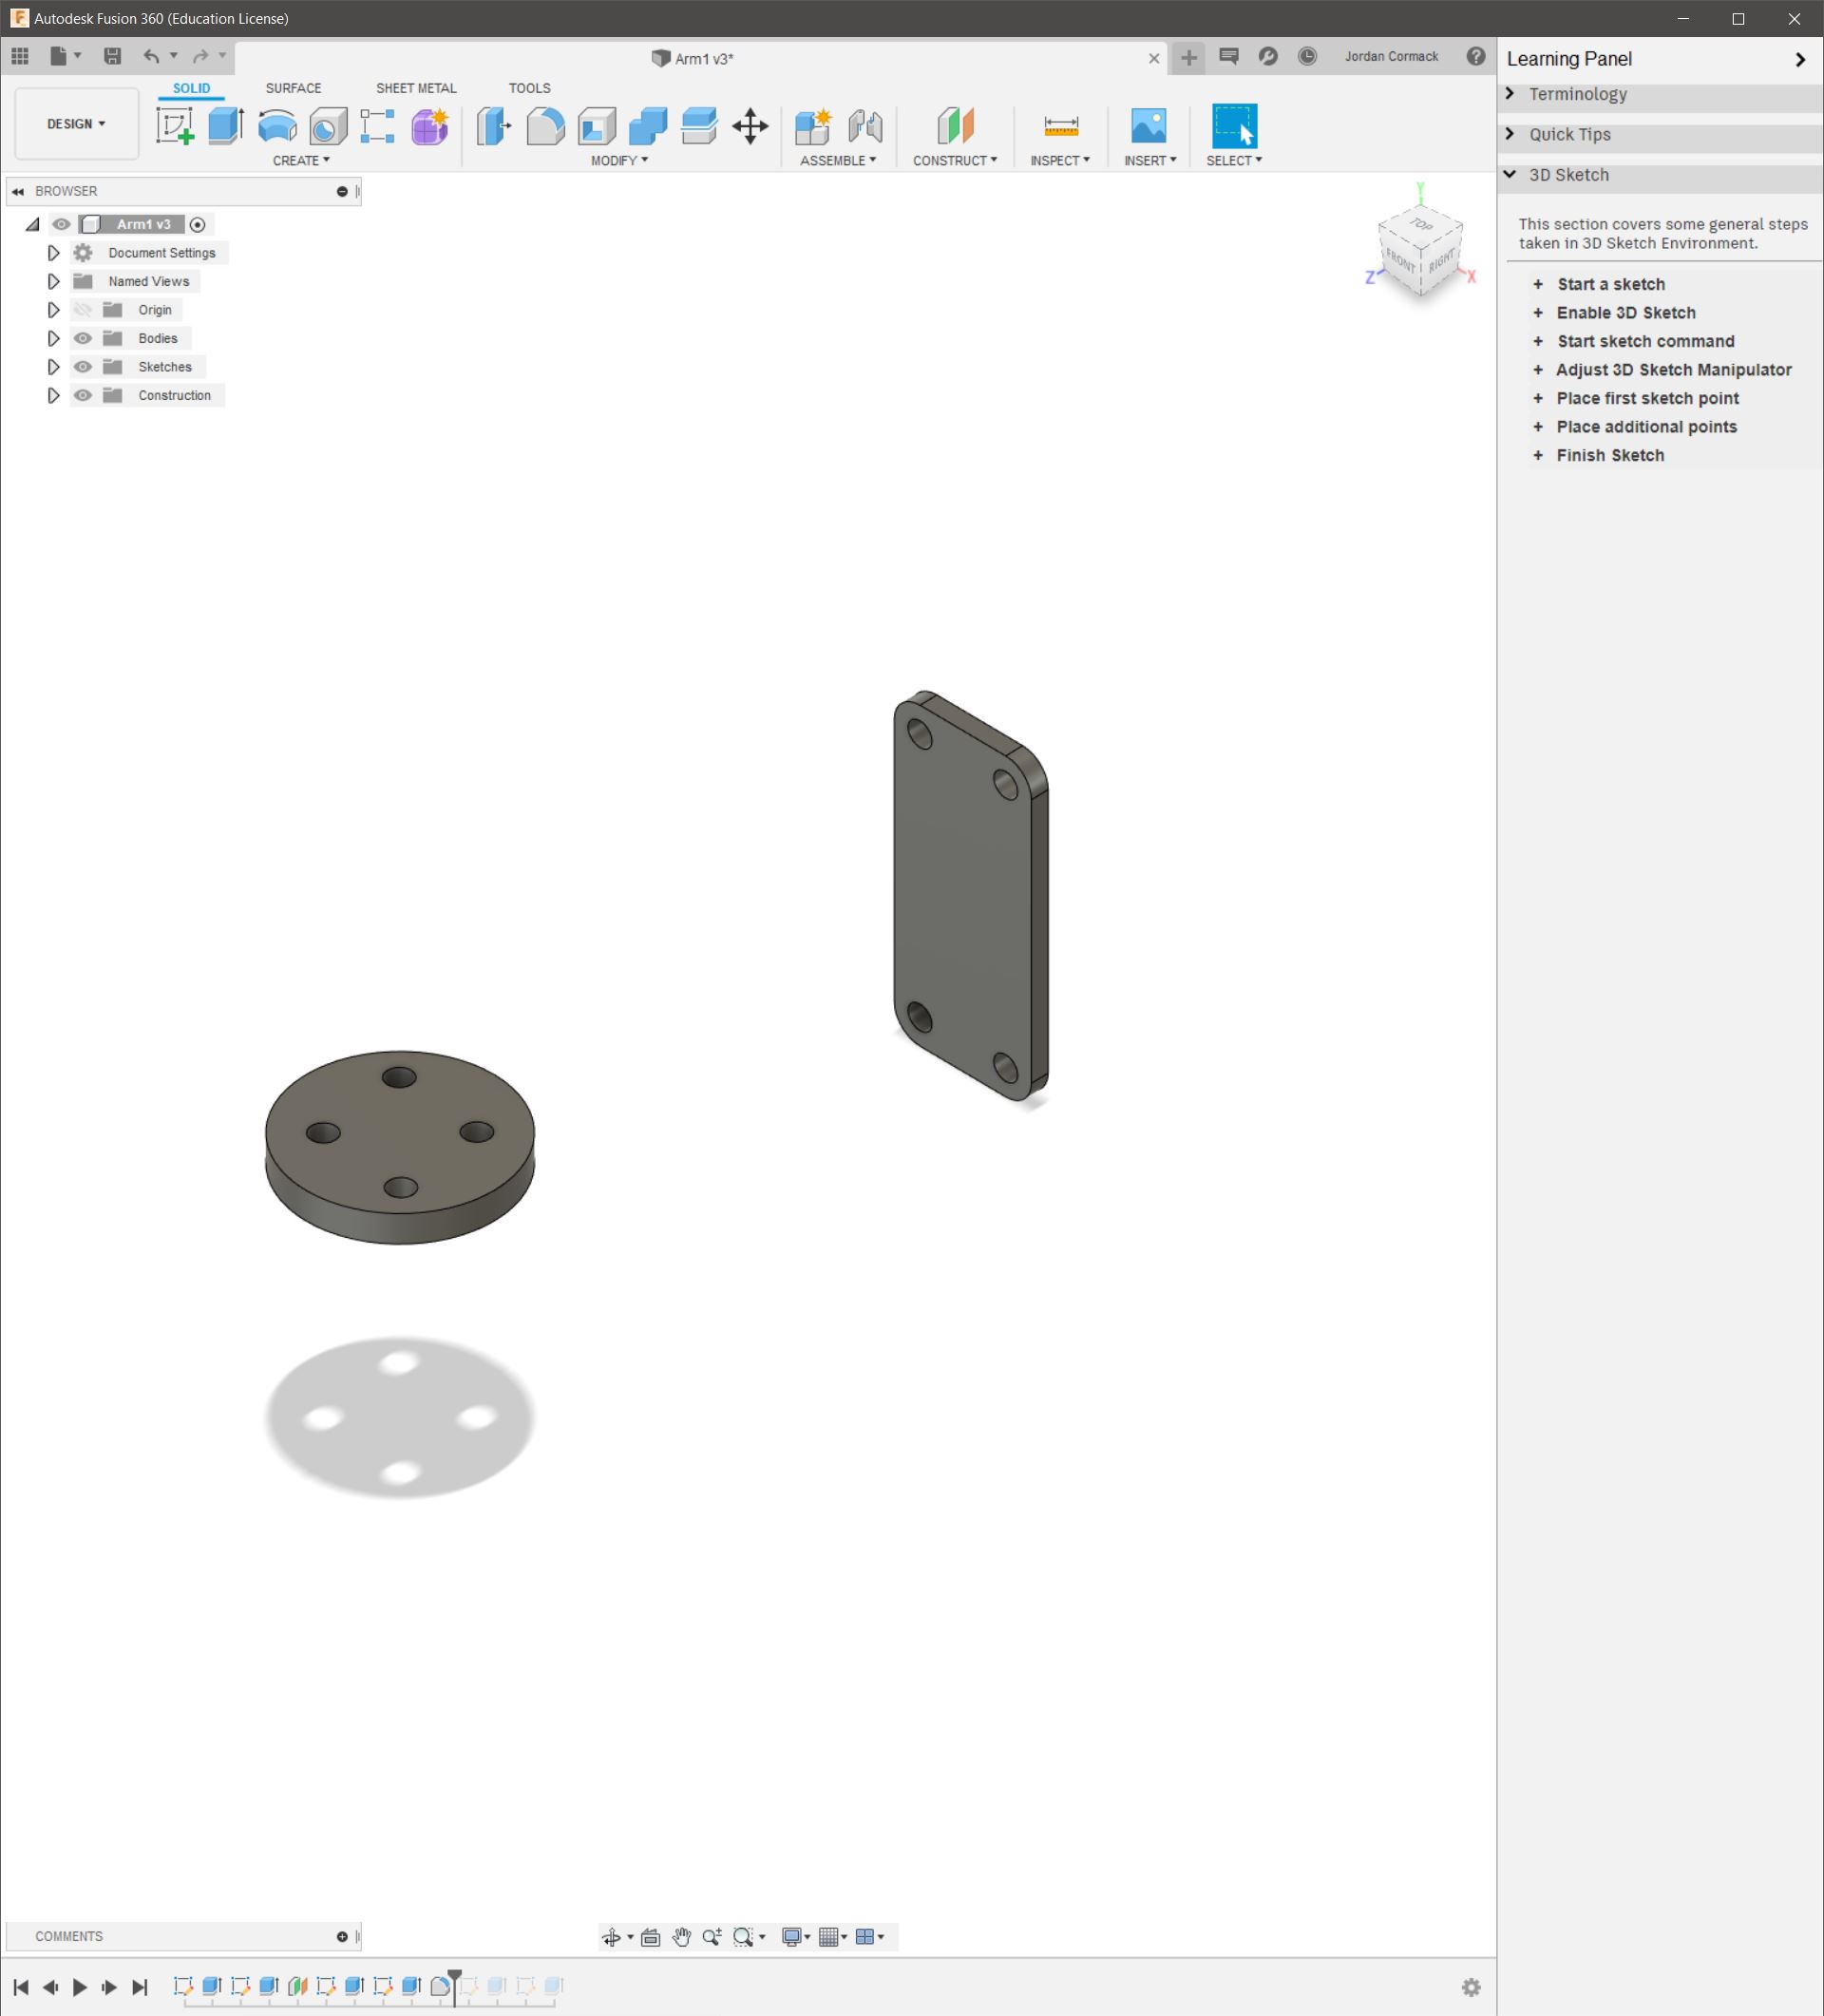 Autodesk Fusion 360 (Education License)
Arm1 v3*
Jordan Cormack
DESIGN
SOLID
SURFACE
SHEET METAL
TOOLS
CREATE
MODIFY
ASSEMBLE
CONSTRUCT
INSPECT
INSERT
SELECT
BROWSER
Arm1 v3
Document Settings
Named Views
Origin
Bodies
Sketches
Construction
Y
TOP
FRONT
RIGHT
Z
X
Learning Panel
Terminology
Quick Tips
3D Sketch
This section covers some general steps
taken in 3D Sketch Environment.
+ Start a sketch
+ Enable 3D Sketch
+ Start sketch command
+ Adjust 3D Sketch Manipulator
+ Place first sketch point
+ Place additional points
+ Finish Sketch
COMMENTS